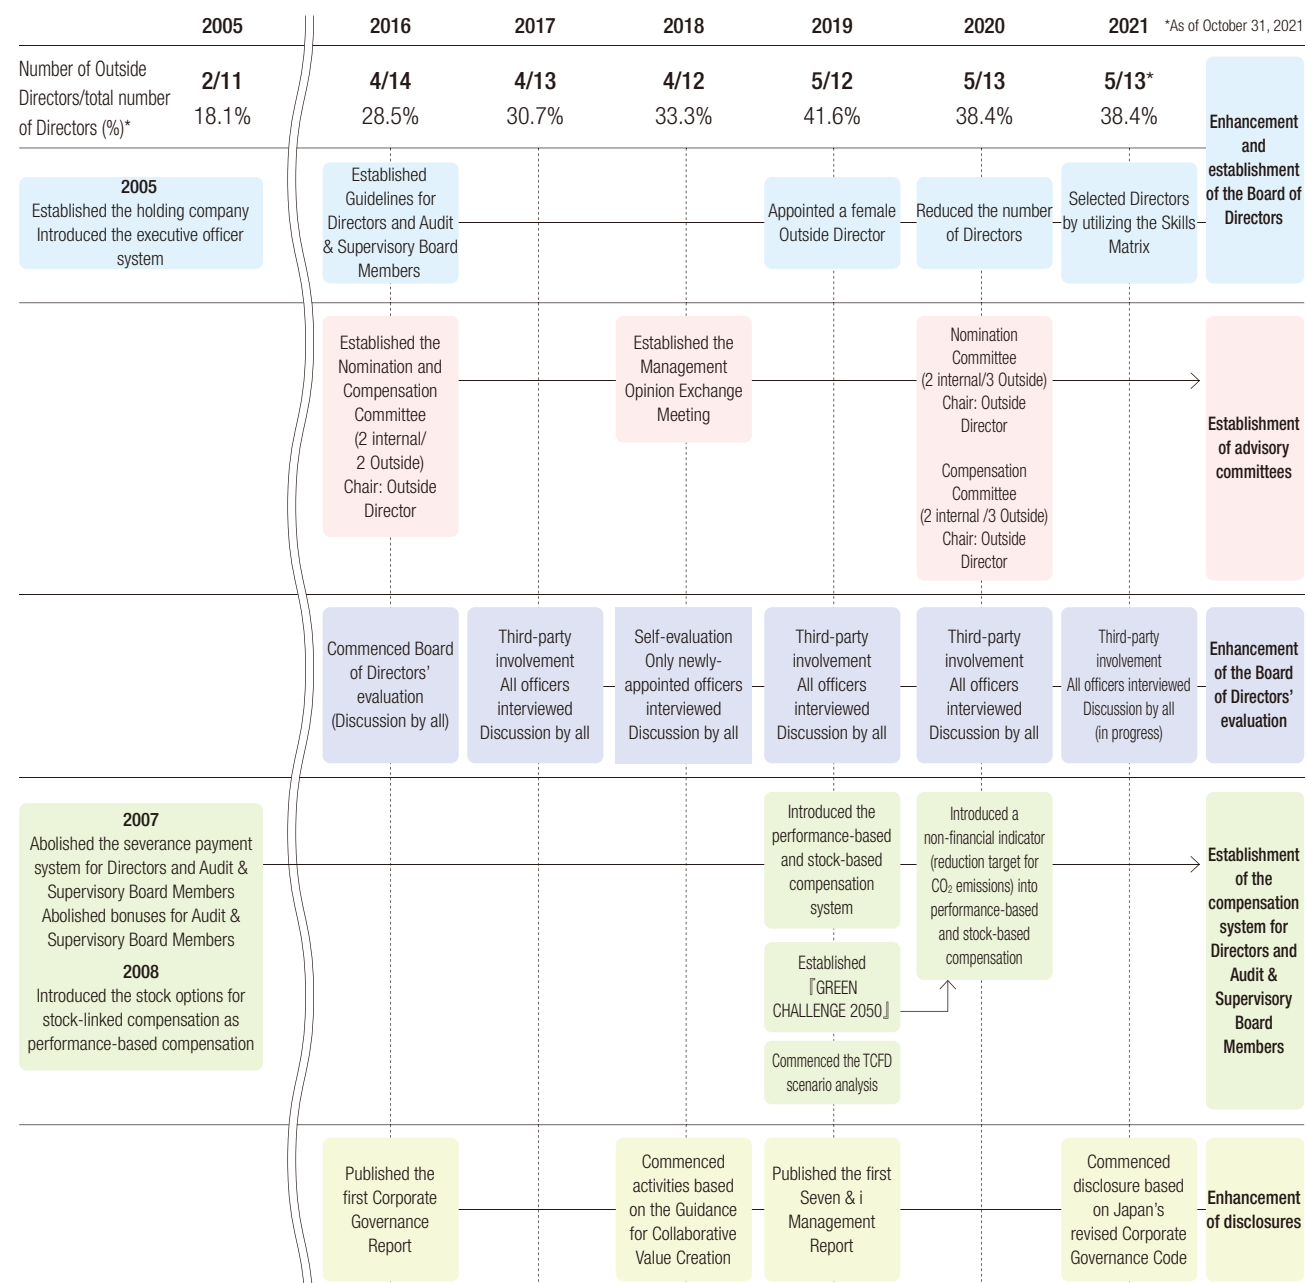 2005
2016
2017
2018
2019
2020
2021
*As of October 31, 2021
Number of Outside
Directors/total number
of Directors (%)*
2/11
18.1%
4/14
28.5%
4/13
30.7%
4/12
33.3%
5/12
41.6%
5/13
38.4%
5/13*
38.4%
Enhancement
and
establishment
of the Board of
Directors
2005
Established the holding company
Introduced the executive officer
system
Established
Guidelines for
Directors and Audit
& Supervisory Board
Members
Appointed a female
Outside Director
Reduced the number
of Directors
Selected Directors
by utilizing the Skills
Matrix
Established the
Nomination and
Compensation
Committee
(2 internal/
2 Outside)
Chair: Outside
Director
Established the
Management
Opinion Exchange
Meeting
Nomination
Committee
(2 internal/3 Outside)
Chair: Outside
Director
Compensation
Committee
(2 internal /3 Outside)
Chair: Outside
Director
Establishment
of advisory
committees
Commenced Board
of Directors’
evaluation
(Discussion by all)
Third-party
involvement
All officers
interviewed
Discussion by all
Self-evaluation
Only newly-
appointed officers
interviewed
Discussion by all
Third-party
involvement
All officers
interviewed
Discussion by all
Third-party
involvement
All officers
interviewed
Discussion by all
Third-party
involvement
All officers interviewed
Discussion by all
(in progress)
Enhancement
of the Board
of Directors’
evaluation
2007
Abolished the severance payment
system for Directors and Audit &
Supervisory Board Members
Abolished bonuses for Audit &
Supervisory Board Members
2008
Introduced the stock options for
stock-linked compensation as
performance-based compensation
Introduced the
performance-based
and stock-based
compensation
system
Established
『GREEN
CHALLENGE 2050』
Commenced the TCFD
scenario analysis
Introduced a
non-financial indicator
(reduction target for
CO₂ emissions) into
performance-based
and stock-based
compensation
Establishment
of the
compensation
system for
Directors and
Audit &
Supervisory
Board
Members
Published the
first Corporate
Governance
Report
Commenced
activities based
on the Guidance
for Collaborative
Value Creation
Published the first
Seven & i
Management
Report
Commenced
disclosure based
on Japan’s
revised Corporate
Governance Code
Enhancement
of disclosures